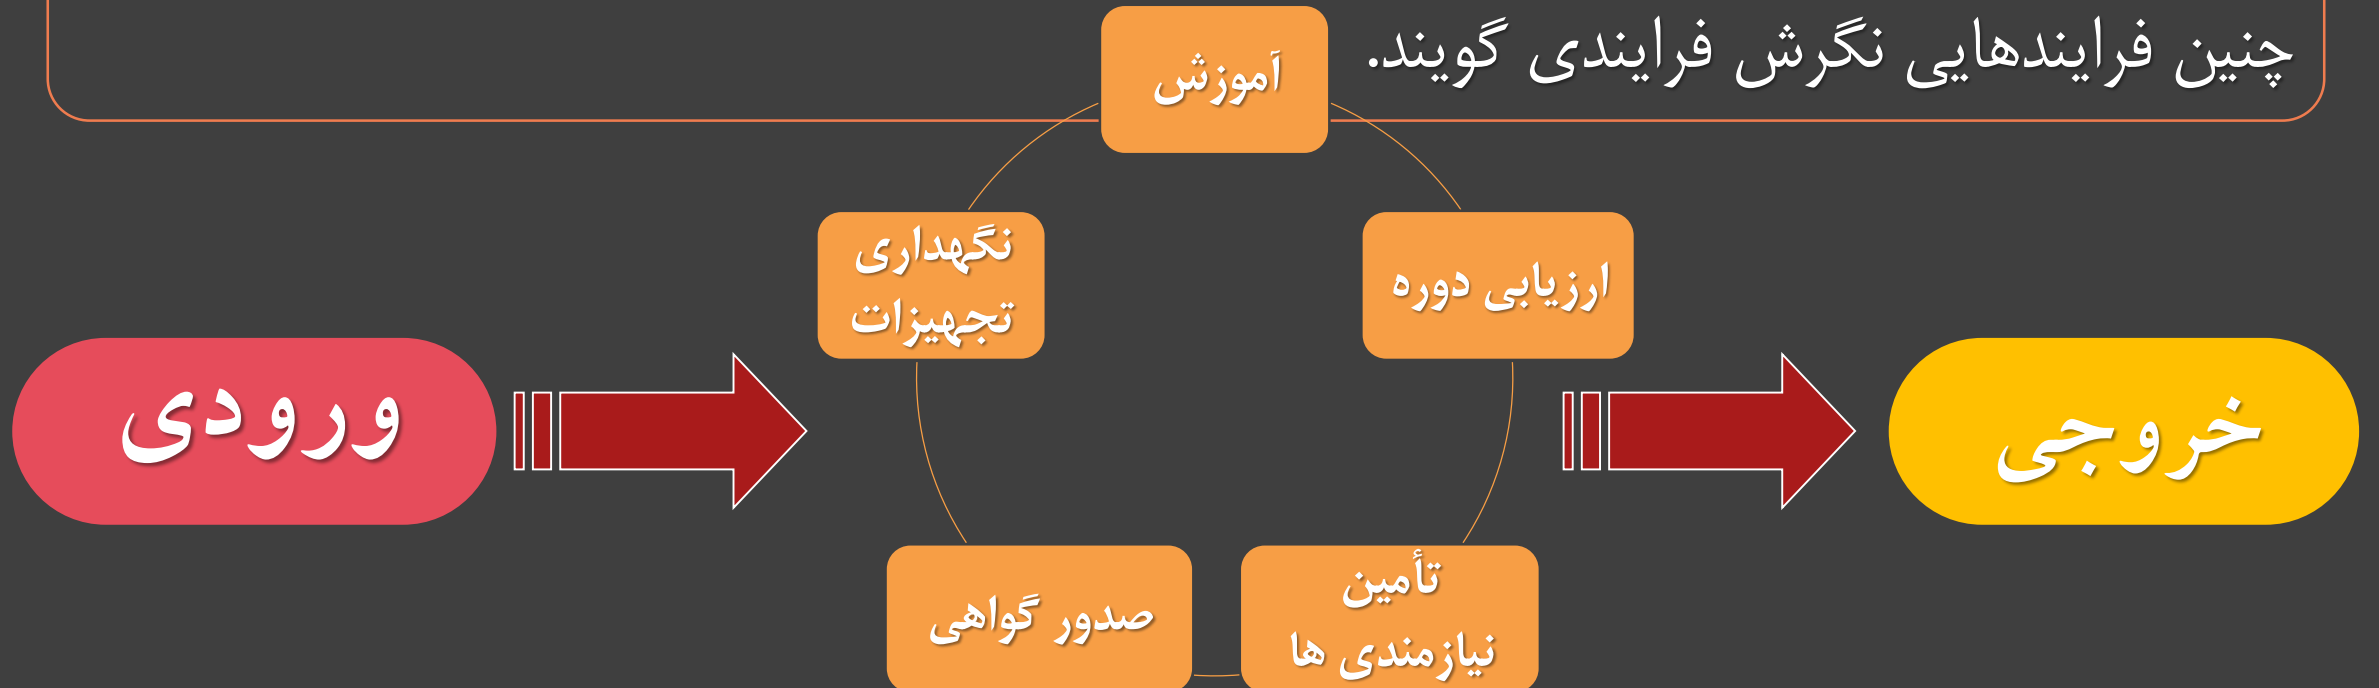 چنین فرایندهایی نگرش فرایندی گویند.
آموزش
ارزیابی دوره
تأمین
نیازمندی ها
صدور گواهی
نگهداری
تجهیزات
ورودی
خروجی